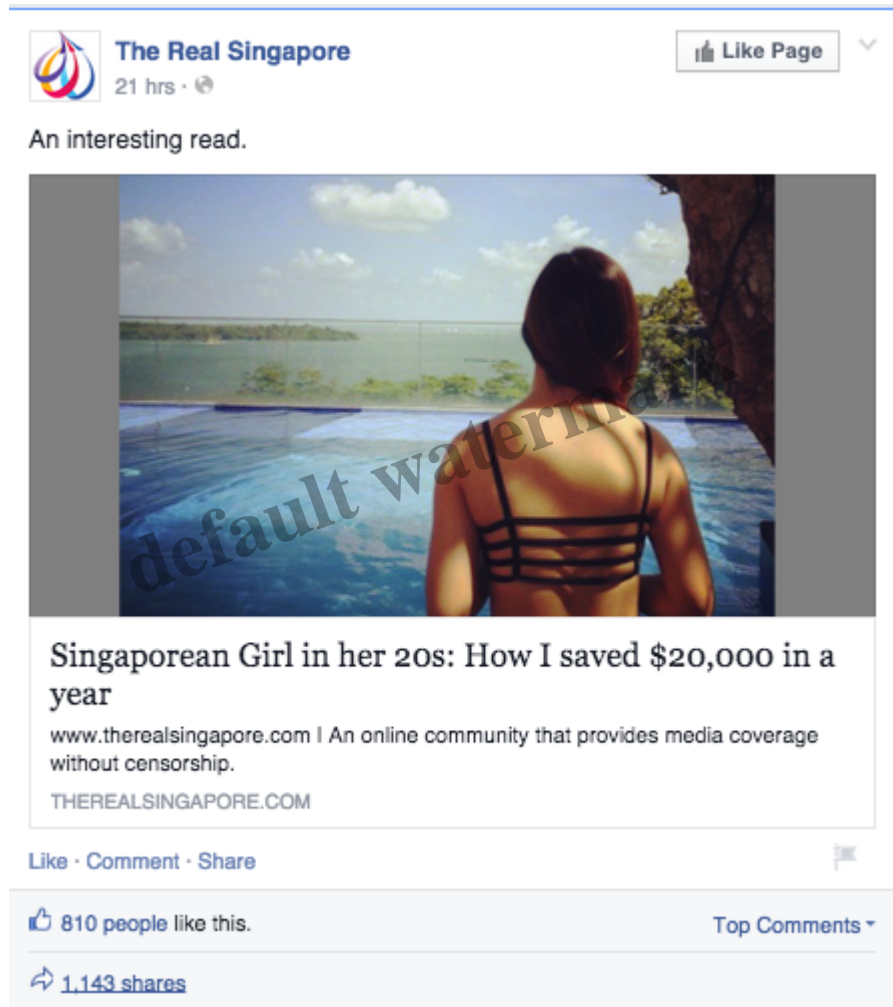 The Real Singapore
Like Page
21 hrs ·
An interesting read.
default watermark
Singaporean Girl in her 20s: How I saved $20,000 in a
year
www.therealsingapore.com | An online community that provides media coverage
without censorship.
THEREALSINGAPORE.COM
Like · Comment · Share
810 people like this.
Top Comments
1,143 shares